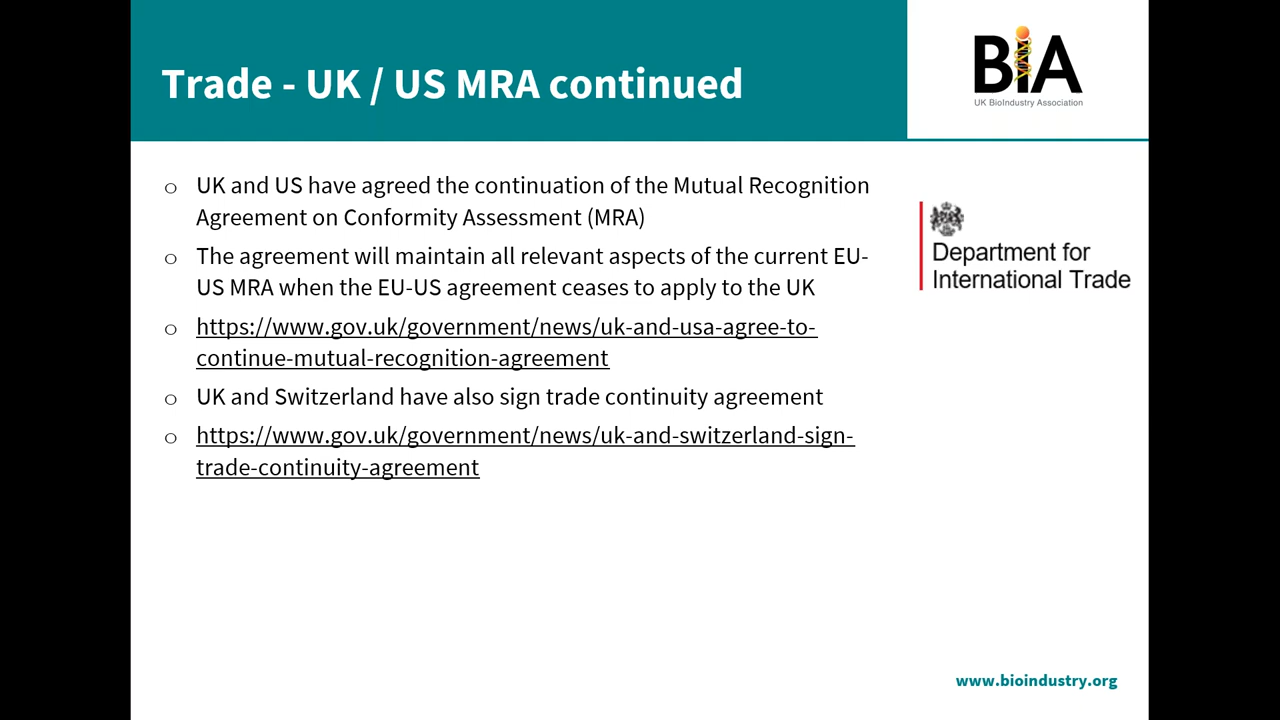 Trade - UK / US MRA continued
BiA
UK BioIndustry Association
○ UK and US have agreed the continuation of the Mutual Recognition
Agreement on Conformity Assessment (MRA)
○ The agreement will maintain all relevant aspects of the current EU-
US MRA when the EU-US agreement ceases to apply to the UK
○ https://www.gov.uk/government/news/uk-and-usa-agree-to-
continue-mutual-recognition-agreement
○ UK and Switzerland have also sign trade continuity agreement
○ https://www.gov.uk/government/news/uk-and-switzerland-sign-
trade-continuity-agreement
Department for
International Trade
www.bioindustry.org